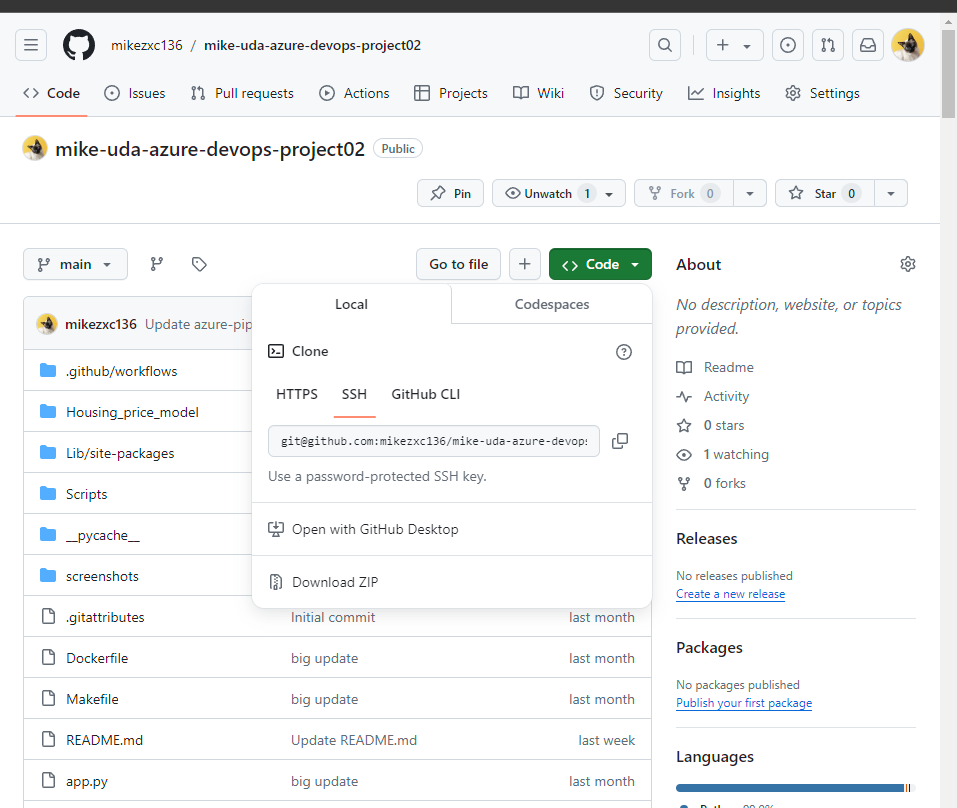 mikezxc136 / mike-uda-azure-devops-project02
Code Issues Pull requests Actions Projects Wiki Security Insights Settings
mike-uda-azure-devops-project02 Public
Pin Unwatch 1 Fork 0 Star 0
main Go to file + Code
mikezxc136 Update azure-pip
.github/workflows
Housing_price_model
Lib/site-packages
Scripts
__pycache__
screenshots
.gitattributes Initial commit last month
Dockerfile big update last month
Makefile big update last month
README.md Update README.md last week
app.py big update last month
Local Codespaces
Clone
HTTPS SSH GitHub CLI
git@github.com:mikezxc136/mike-uda-azure-devops
Use a password-protected SSH key.
Open with GitHub Desktop
Download ZIP
About
No description, website, or topics
provided.
Readme
Activity
0 stars
1 watching
0 forks
Releases
No releases published
Create a new release
Packages
No packages published
Publish your first package
Languages